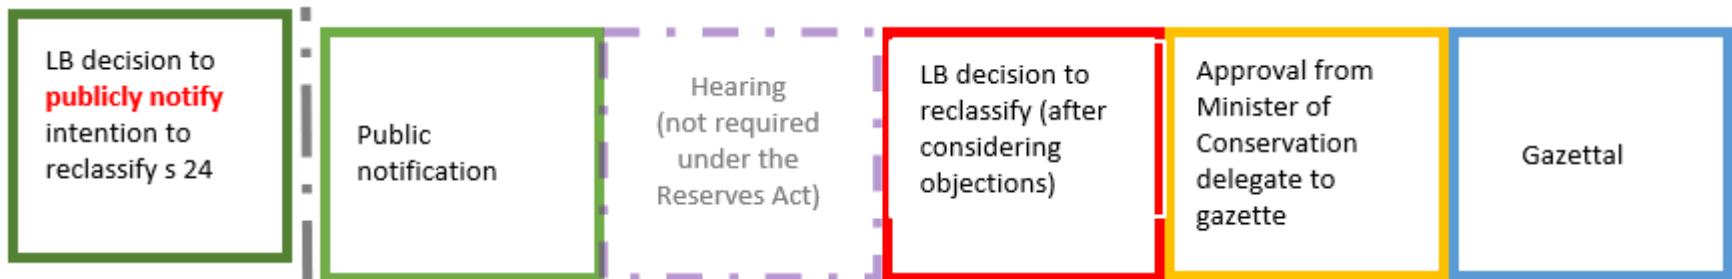 LB decision to
publicly notify
intention to
reclassify s 24
Public
notification
Hearing
(not required
under the
Reserves Act)
LB decision to
reclassify (after
considering
objections)
Approval from
Minister of
Conservation
delegate to
gazette
Gazettal